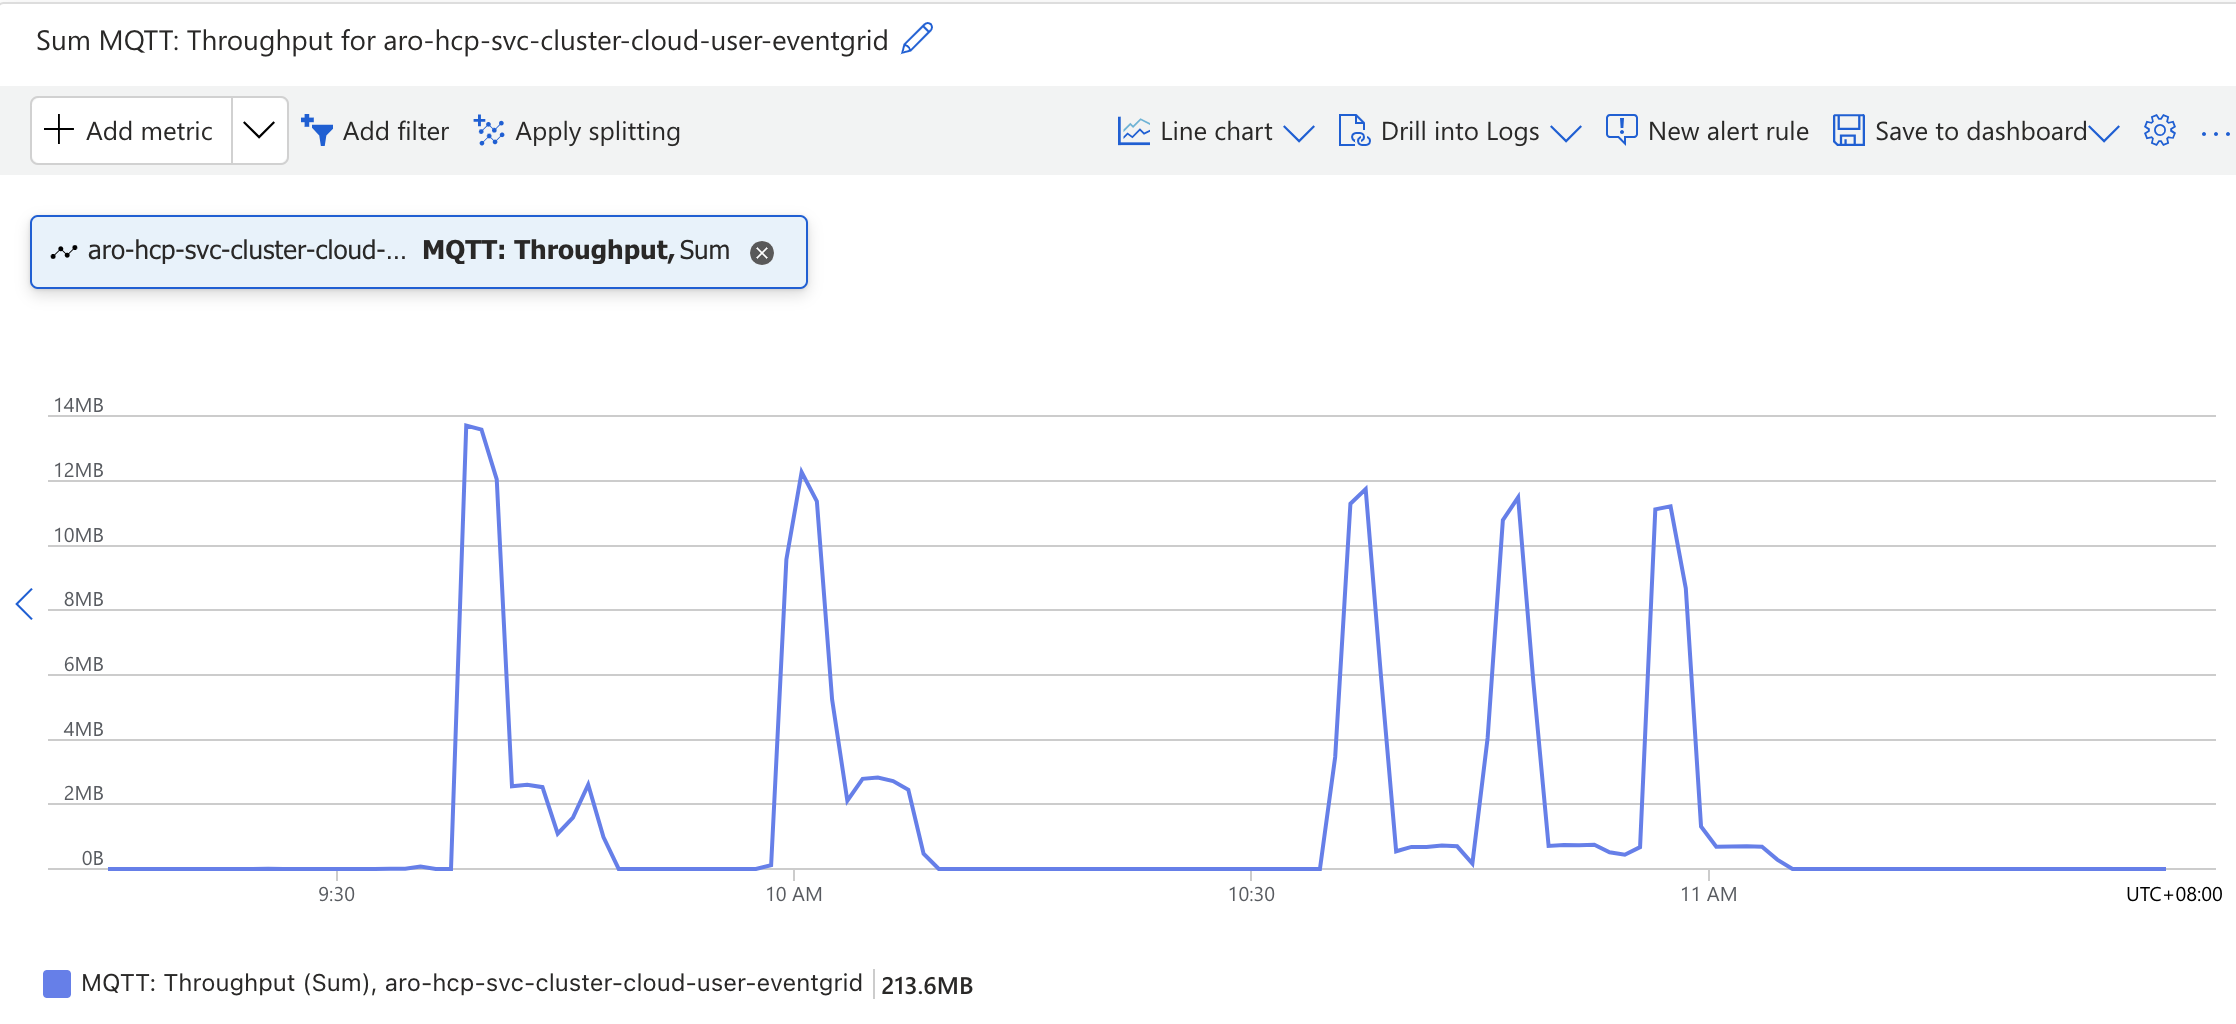 Sum MQTT: Throughput for aro-hcp-svc-cluster-cloud-user-eventgrid
Add metric Add filter Apply splitting Line chart Drill into Logs New alert rule Save to dashboard ...
aro-hcp-svc-cluster-cloud-... MQTT: Throughput, Sum
14MB
12MB
10MB
8MB
6MB
4MB
2MB
0B
9:30 10 AM 10:30 11 AM UTC+08:00
MQTT: Throughput (Sum), aro-hcp-svc-cluster-cloud-user-eventgrid 213.6MB